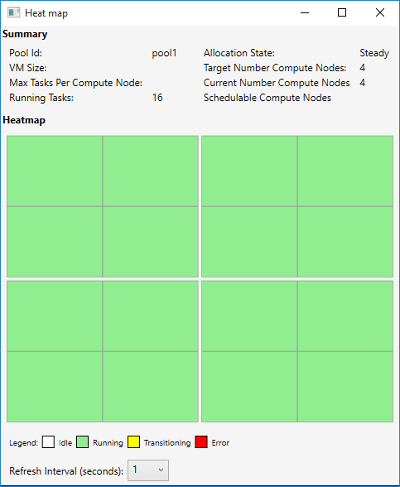 Heat map
Summary
Pool Id: pool1 Allocation State: Steady
VM Size: Target Number Compute Nodes: 4
Max Tasks Per Compute Node: Current Number Compute Nodes 4
Running Tasks: 16 Schedulable Compute Nodes
Heatmap
Legend: Idle Running Transitioning Error
Refresh Interval (seconds): 1